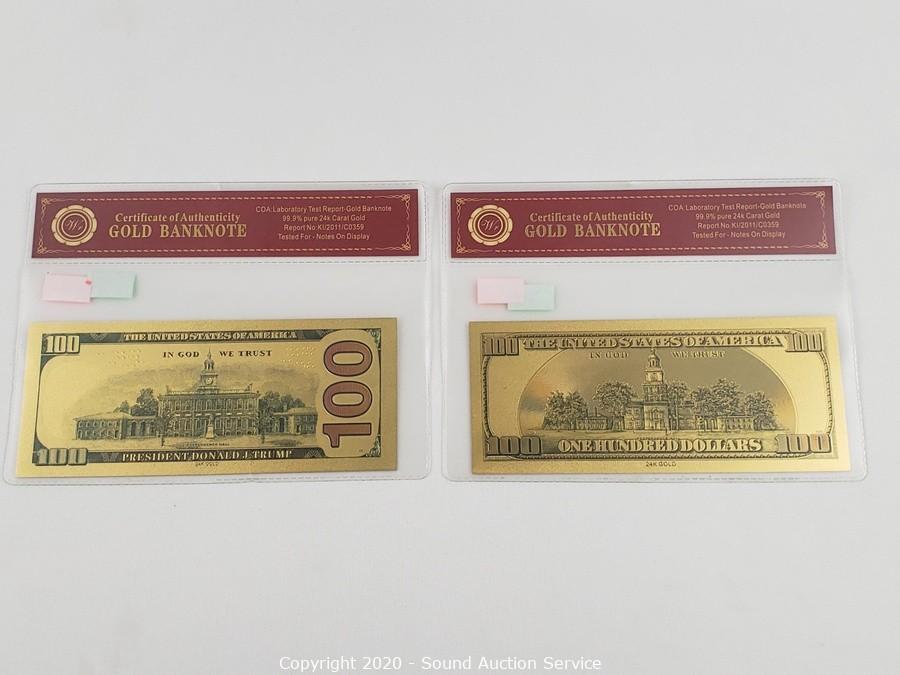 Certificate of Authenticity
GOLD BANKNOTE
COA:Laboratory Test Report-Gold Banknote
99.9% pure 24k Carat Gold
Report No:KI/2011/C0359
Tested For - Notes On Display
100
THE UNITED STATES OF AMERICA
IN GOD WE TRUST
100
100
PRESIDENT DONALD J. TRUMP
24K GOLD
Certificate of Authenticity
GOLD BANKNOTE
COA:Laboratory Test Report-Gold Banknote
99.9% pure 24k Carat Gold
Report No:KI/2011/C0359
Tested For - Notes On Display
100 THE UNITED STATES OF AMERICA 100
IN GOD WE TRUST
100 ONE HUNDRED DOLLARS 100
24K GOLD
Copyright 2020 - Sound Auction Service